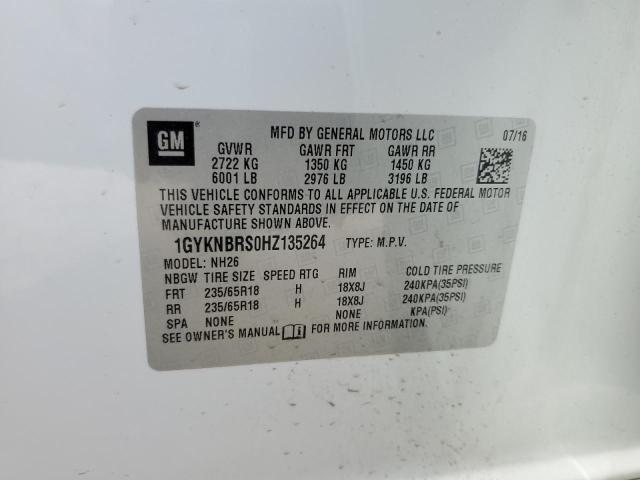 GM
®
MFD BY GENERAL MOTORS LLC 07/16
GVWR GAWR FRT GAWR RR
2722 KG 1350 KG 1450 KG
6001 LB 2976 LB 3196 LB
THIS VEHICLE CONFORMS TO ALL APPLICABLE U.S. FEDERAL MOTOR
VEHICLE SAFETY STANDARDS IN EFFECT ON THE DATE OF
MANUFACTURE SHOWN ABOVE.
1GYKNBRS0HZ135264 TYPE: M.P.V.
MODEL: NH26
NBGW TIRE SIZE SPEED RTG RIM COLD TIRE PRESSURE
FRT 235/65R18 H 18X8J 240KPA(35PSI)
RR 235/65R18 H 18X8J 240KPA(35PSI)
SPA NONE NONE KPA(PSI)
SEE OWNER'S MANUAL FOR MORE INFORMATION.